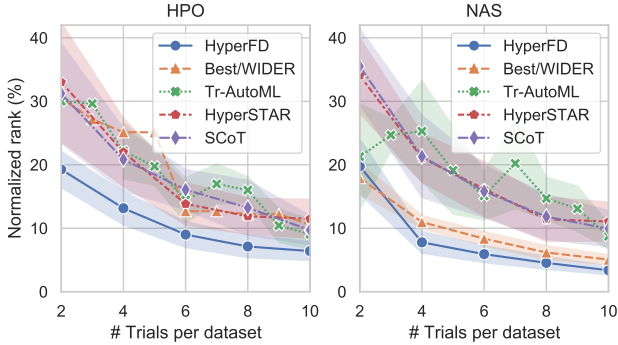 HPO
NAS
Normalized rank (%)
40
30
20
10
0
HyperFD
Best/WIDER
Tr-AutoML
HyperSTAR
SCoT
2 4 6 8 10
# Trials per dataset
40
30
20
10
0
HyperFD
Best/WIDER
Tr-AutoML
HyperSTAR
SCoT
2 4 6 8 10
# Trials per dataset